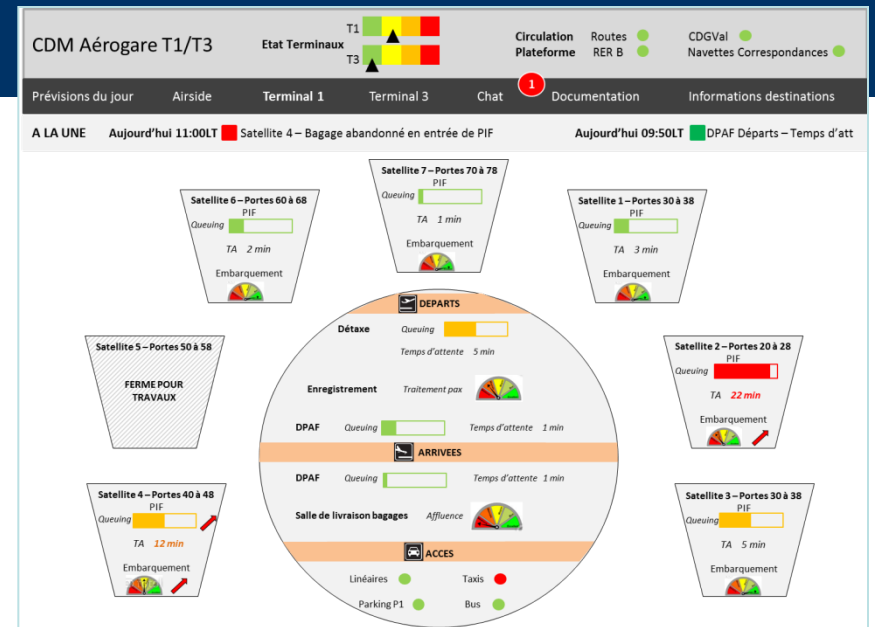 CDM Aérogare T1/T3
Etat Terminaux
T1
T3
Circulation Plateforme
Routes
RER B
CDGVal
Navettes Correspondances
Prévisions du jour Airside Terminal 1 Terminal 3 Chat 1 Documentation Informations destinations
A LA UNE Aujourd'hui 11:00LT Satellite 4 – Bagage abandonné en entrée de PIF Aujourd'hui 09:50LT DPAF Départs – Temps d'att
Satellite 7 – Portes 70 à 78
PIF
Queuing
TA 1 min
Embarquement
Satellite 6 – Portes 60 à 68
PIF
Queuing
TA 2 min
Embarquement
Satellite 1 – Portes 30 à 38
PIF
Queuing
TA 3 min
Embarquement
Satellite 5 – Portes 50 à 58
FERME POUR
TRAVAUX
Satellite 2 – Portes 20 à 28
PIF
Queuing
TA 22 min
Embarquement
Satellite 4 – Portes 40 à 48
PIF
Queuing
TA 12 min
Embarquement
Satellite 3 – Portes 30 à 38
PIF
Queuing
TA 5 min
Embarquement
DEPARTS
Détaxe Queuing
Temps d'attente 5 min
Enregistrement Traitement pax
DPAF Queuing Temps d'attente 1 min
ARRIVEES
DPAF Queuing Temps d'attente 1 min
Salle de livraison bagages Affluence
ACCES
Linéaires Taxis
Parking P1 Bus